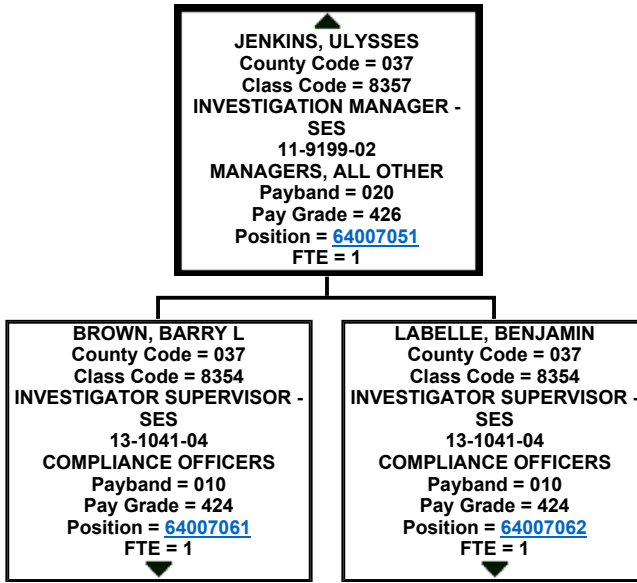 JENKINS, ULYSSES
County Code = 037
Class Code = 8357
INVESTIGATION MANAGER -
SES
11-9199-02
MANAGERS, ALL OTHER
Payband = 020
Pay Grade = 426
Position = 64007051
FTE = 1
BROWN, BARRY L
County Code = 037
Class Code = 8354
INVESTIGATOR SUPERVISOR -
SES
13-1041-04
COMPLIANCE OFFICERS
Payband = 010
Pay Grade = 424
Position = 64007061
FTE = 1
LABELLE, BENJAMIN
County Code = 037
Class Code = 8354
INVESTIGATOR SUPERVISOR -
SES
13-1041-04
COMPLIANCE OFFICERS
Payband = 010
Pay Grade = 424
Position = 64007062
FTE = 1